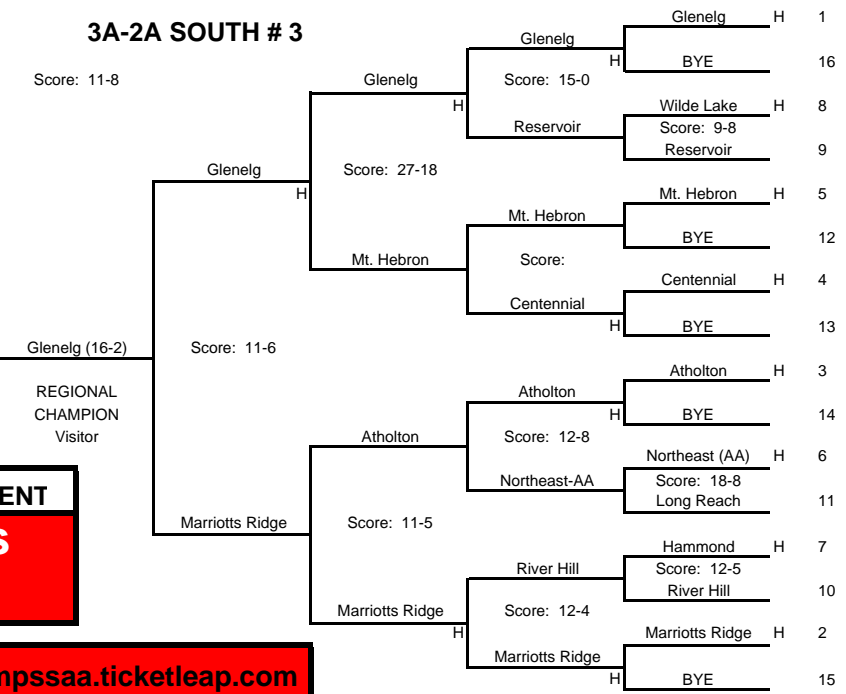 3A-2A SOUTH # 3
Score: 11-8
Glenelg H 1
Glenelg
H BYE 16
Glenelg Score: 15-0
H Wilde Lake H 8
Reservoir Score: 9-8
Reservoir 9
Glenelg Score: 27-18
H Mt. Hebron H 5
Mt. Hebron
BYE 12
Mt. Hebron Score:
Centennial H 4
Centennial
H BYE 13
Glenelg (16-2) Score: 11-6
REGIONAL
CHAMPION
Visitor
Atholton H 3
Atholton
H BYE 14
Atholton Score: 12-8
Northeast (AA) H 6
Northeast-AA Score: 18-8
Long Reach 11
Marriotts Ridge Score: 11-5
Hammond H 7
River Hill Score: 12-5
River Hill 10
Marriotts Ridge Score: 12-4
H Marriotts Ridge H 2
Marriotts Ridge
H BYE 15
ENT
S
mpssaa.ticketleap.com